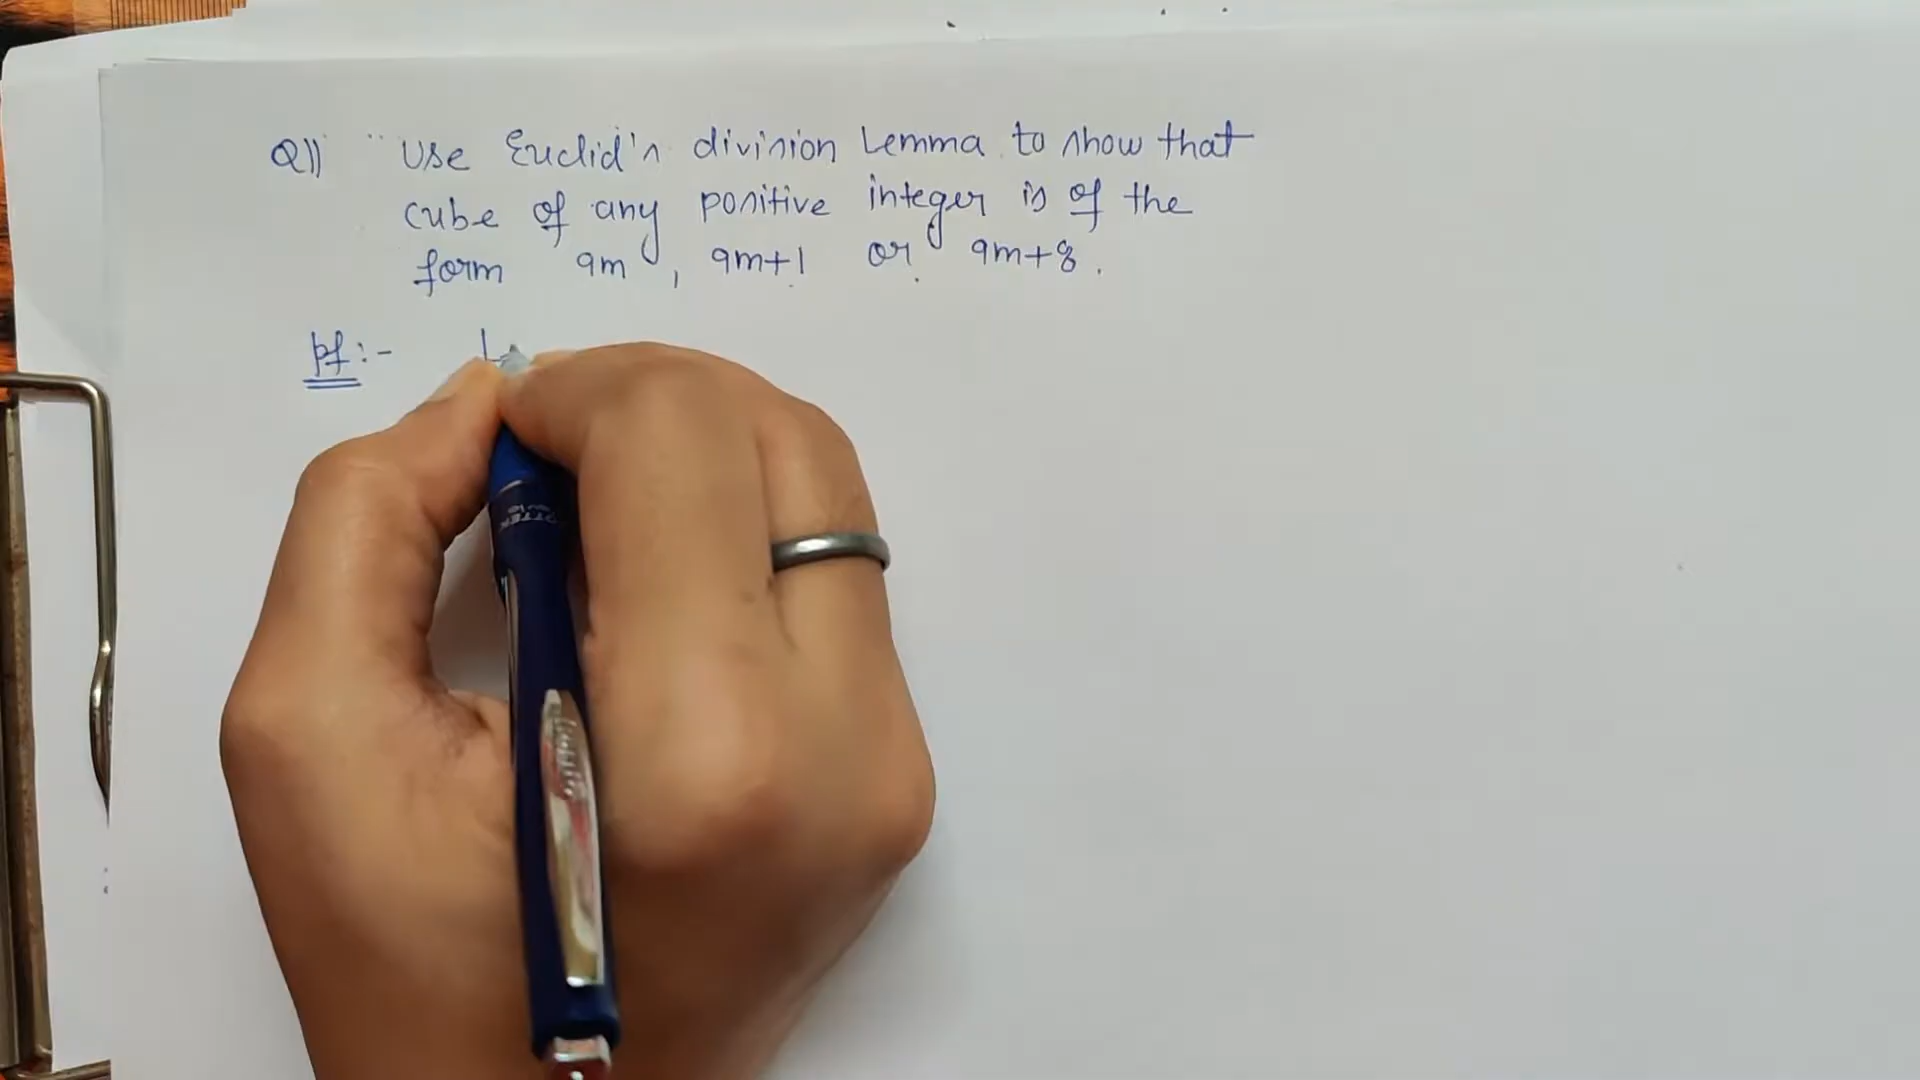 Q1) Use Euclid's division Lemma to show that
cube of any positive integer is of the
form 9m, 9m+1 or 9m+8.
Pf:-